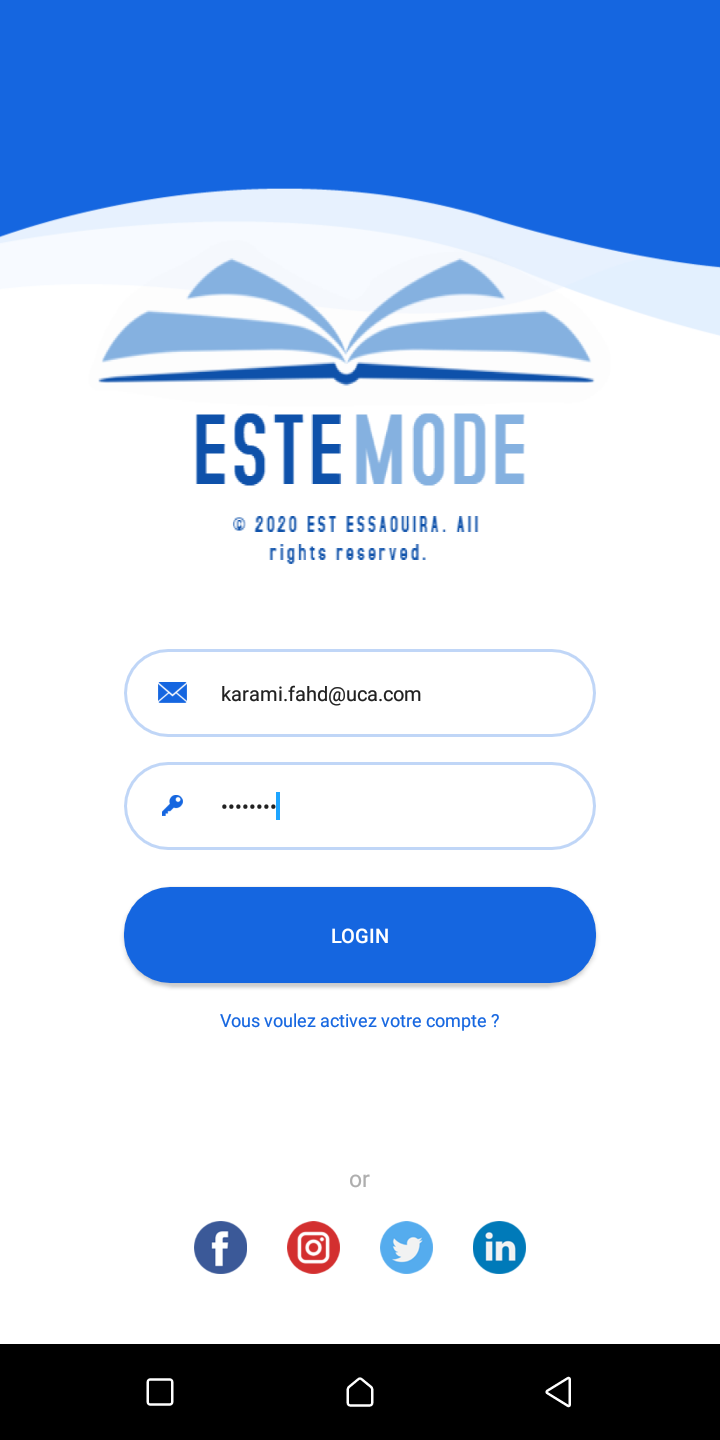 ESTEMODE
© 2020 EST ESSAOUIRA. All
rights reserved.
karami.fahd@uca.com
••••••••
LOGIN
Vous voulez activez votre compte ?
or